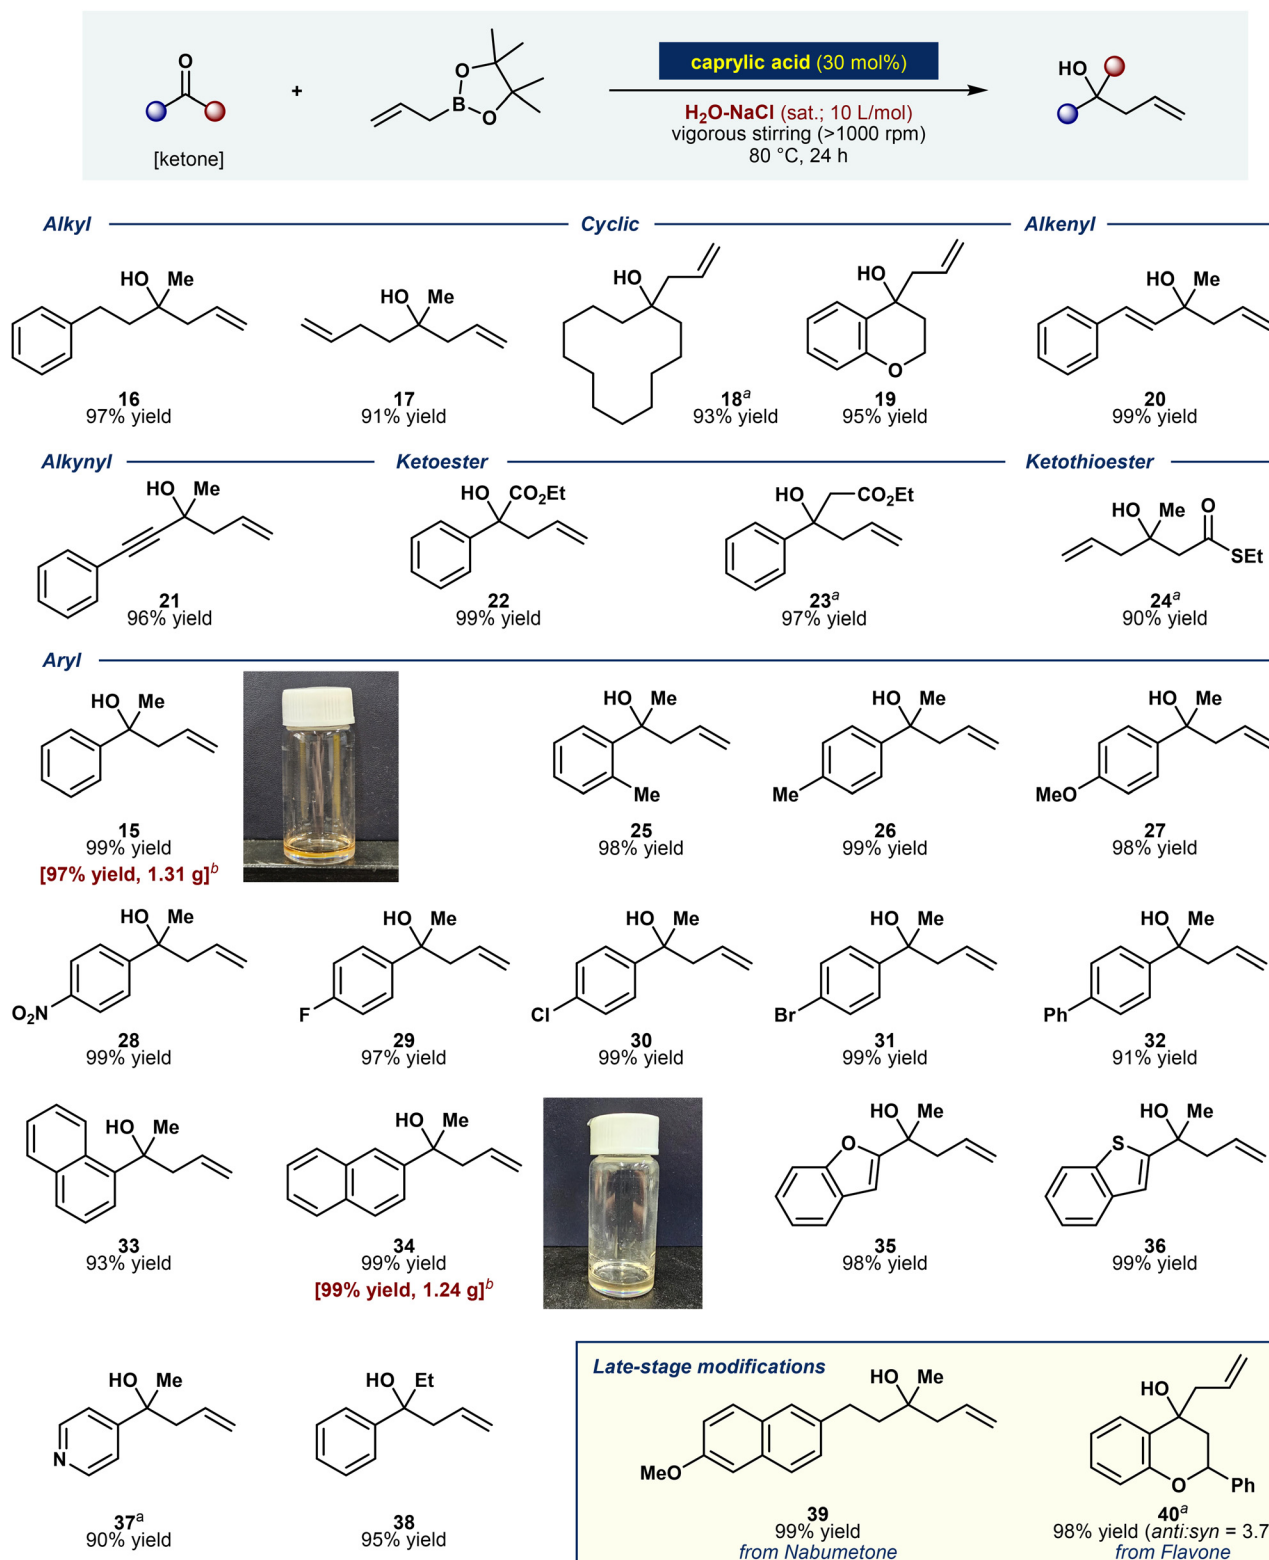 O
[ketone]
+
O
B
O
caprylic acid (30 mol%)
H₂O-NaCl (sat.; 10 L/mol)
vigorous stirring (>1000 rpm)
80 °C, 24 h
HO
Alkyl
Cyclic
Alkenyl
HO Me
16
97% yield
HO Me
17
91% yield
HO
18ᵃ
93% yield
HO
O
19
95% yield
HO Me
20
99% yield
Alkynyl
Ketoester
Ketothioester
HO Me
21
96% yield
HO CO₂Et
22
99% yield
HO CO₂Et
23ᵃ
97% yield
HO Me O
SEt
24ᵃ
90% yield
Aryl
HO Me
15
99% yield
[97% yield, 1.31 g]ᵇ
HO Me
Me
25
98% yield
HO Me
Me
26
99% yield
HO Me
MeO
27
98% yield
HO Me
O₂N
28
99% yield
HO Me
F
29
97% yield
HO Me
Cl
30
99% yield
HO Me
Br
31
99% yield
HO Me
Ph
32
91% yield
HO Me
33
93% yield
HO Me
34
99% yield
[99% yield, 1.24 g]ᵇ
HO Me
O
35
98% yield
HO Me
S
36
99% yield
HO Me
N
37ᵃ
90% yield
HO Et
38
95% yield
Late-stage modifications
HO Me
MeO
39
99% yield
from Nabumetone
HO
O Ph
40ᵃ
98% yield (anti:syn = 3.7
from Flavone